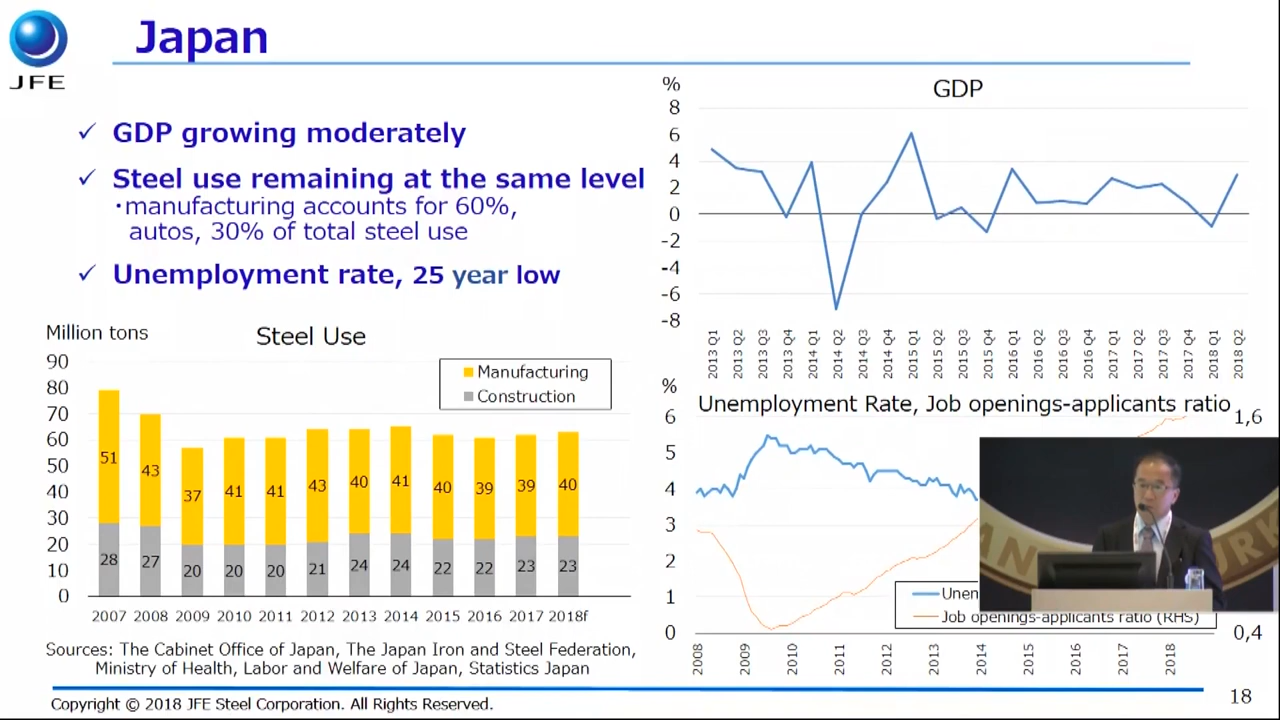 JFE
Japan
✓ GDP growing moderately
✓ Steel use remaining at the same level
・manufacturing accounts for 60%,
autos, 30% of total steel use
✓ Unemployment rate, 25 year low
Million tons
Steel Use
90
80
70
60
50
40
30
20
10
0
Manufacturing
Construction
51 43 37 41 41 43 40 41 40 39 39 40
28 27 20 20 20 21 24 24 22 22 23 23
2007 2008 2009 2010 2011 2012 2013 2014 2015 2016 2017 2018f
Sources: The Cabinet Office of Japan, The Japan Iron and Steel Federation,
Ministry of Health, Labor and Welfare of Japan, Statistics Japan
%
GDP
8
6
4
2
0
-2
-4
-6
-8
2013 Q1
2013 Q2
2013 Q3
2013 Q4
2014 Q1
2014 Q2
2014 Q3
2014 Q4
2015 Q1
2015 Q2
2015 Q3
2015 Q4
2016 Q1
2016 Q2
2016 Q3
2016 Q4
2017 Q1
2017 Q2
2017 Q3
2017 Q4
2018 Q1
2018 Q2
%
Unemployment Rate, Job openings-applicants ratio
6
5
4
3
2
1
0
1,6
0,4
Unen
Job openings-applicants ratio (RHS)
2008
2009
2010
2011
2012
2013
2014
2015
2016
2017
2018
Copyright © 2018 JFE Steel Corporation. All Rights Reserved.
18